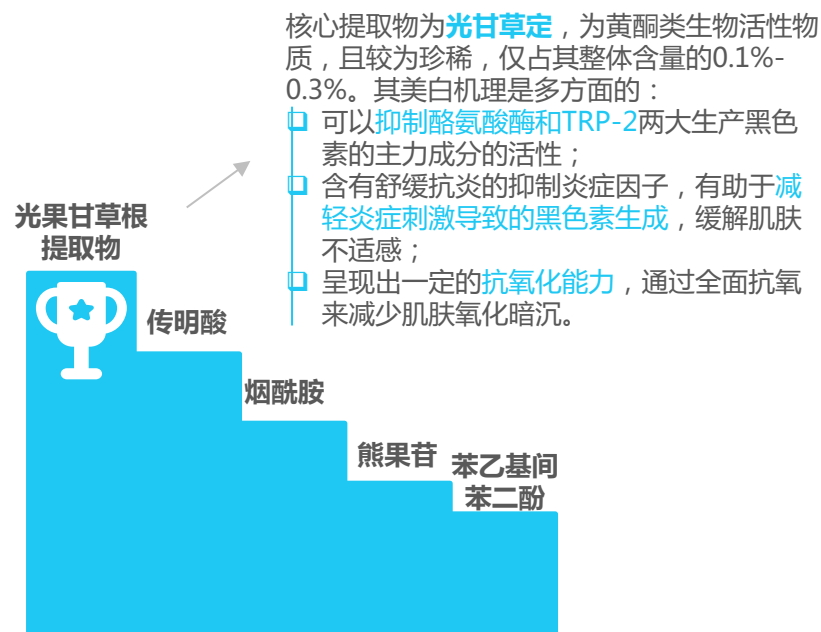 核心提取物为光甘草定，为黄酮类生物活性物
质，且较为珍稀，仅占其整体含量的0.1%-
0.3%。其美白机理是多方面的：
可以抑制酪氨酸酶和TRP-2两大生产黑色
素的主力成分的活性；
含有舒缓抗炎的抑制炎症因子，有助于减
轻炎症刺激导致的黑色素生成，缓解肌肤
不适感；
呈现出一定的抗氧化能力，通过全面抗氧
来减少肌肤氧化暗沉。
光果甘草根
提取物
传明酸
烟酰胺
熊果苷
苯乙基间
苯二酚